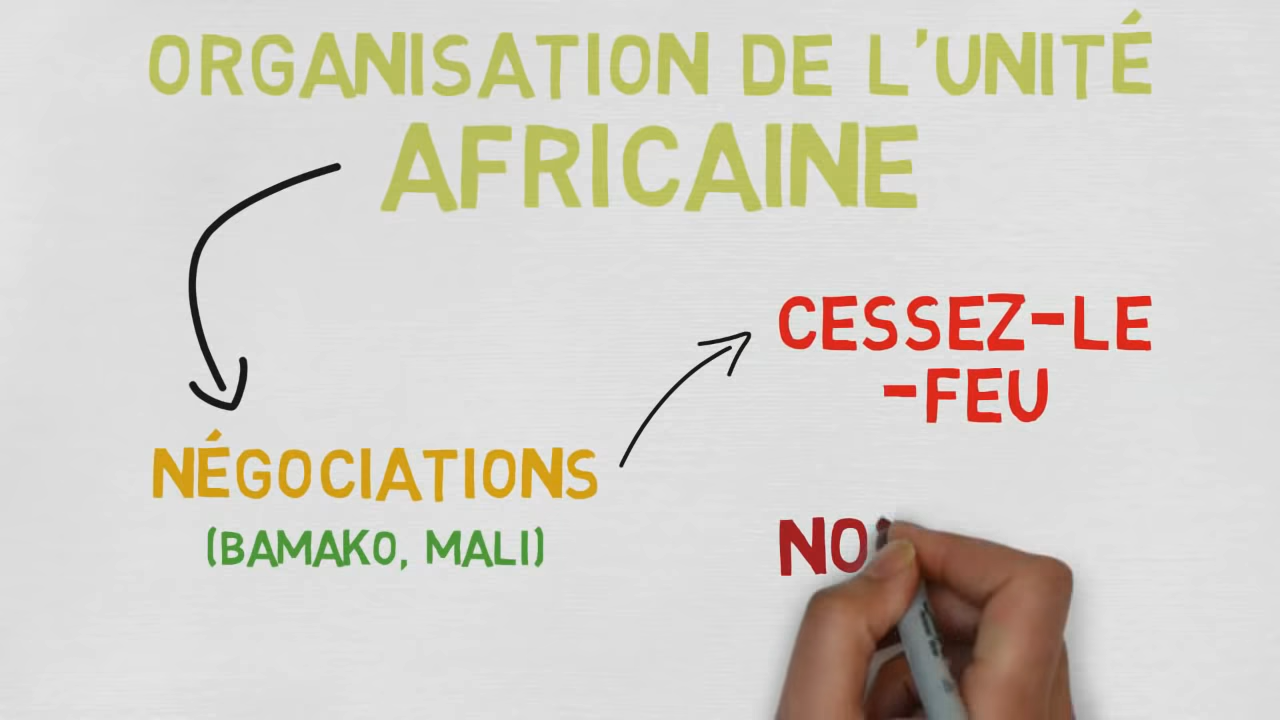 ORGANISATION DE L'UNITÉ
AFRICAINE
CESSEZ-LE
-FEU
NÉGOCIATIONS
(BAMAKO, MALI)